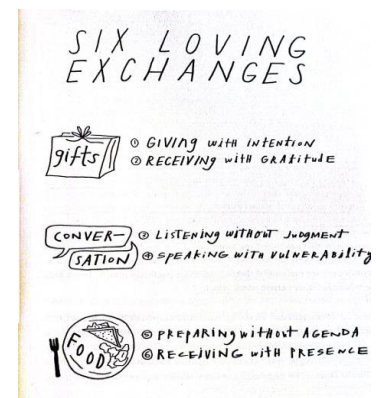 SIX LOVING
EXCHANGES
gifts
① GIVING with INTENTION
② RECEIVING with GRATITUDE
CONVER-
SATION
③ LISTENING WITHOUT JUDGMENT
④ SPEAKING WITH VULNERABILITY
FOOD
⑤ PREPARING without AGENDA
⑥ RECEIVING with PRESENCE